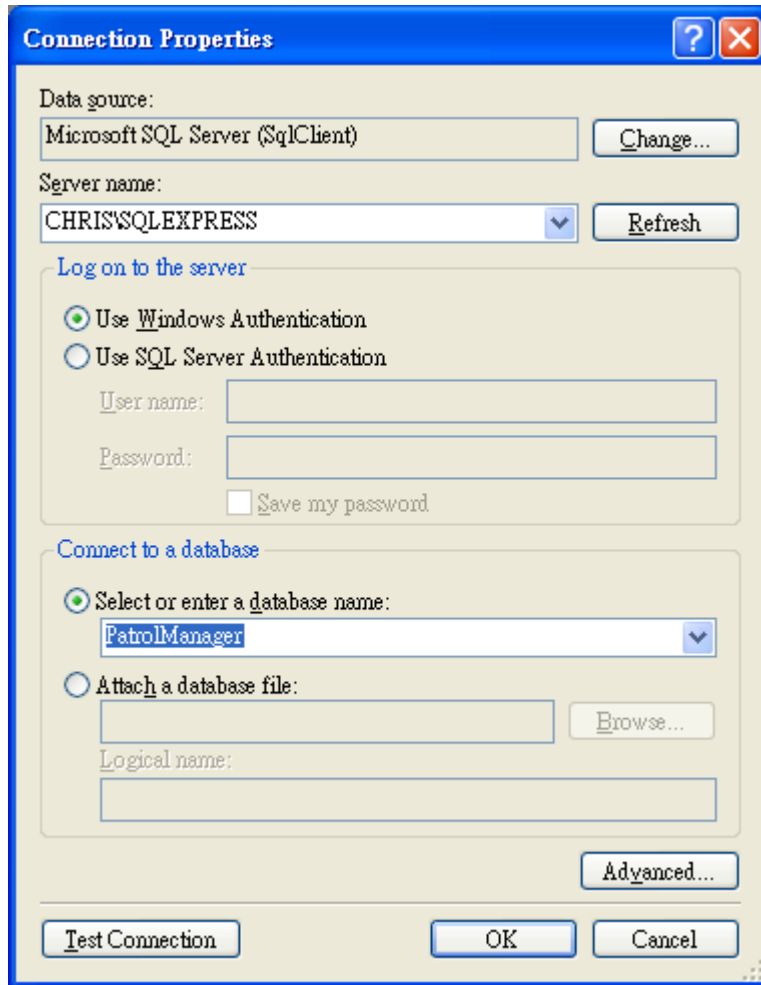 Connection Properties
Data source:
Microsoft SQL Server (SqlClient)
Change...
Server name:
CHRIS\SQLEXPRESS
Refresh
Log on to the server
Use Windows Authentication
Use SQL Server Authentication
User name:
Password:
Save my password
Connect to a database
Select or enter a database name:
PatrolManager
Attach a database file:
Browse...
Logical name:
Advanced...
Test Connection
OK
Cancel